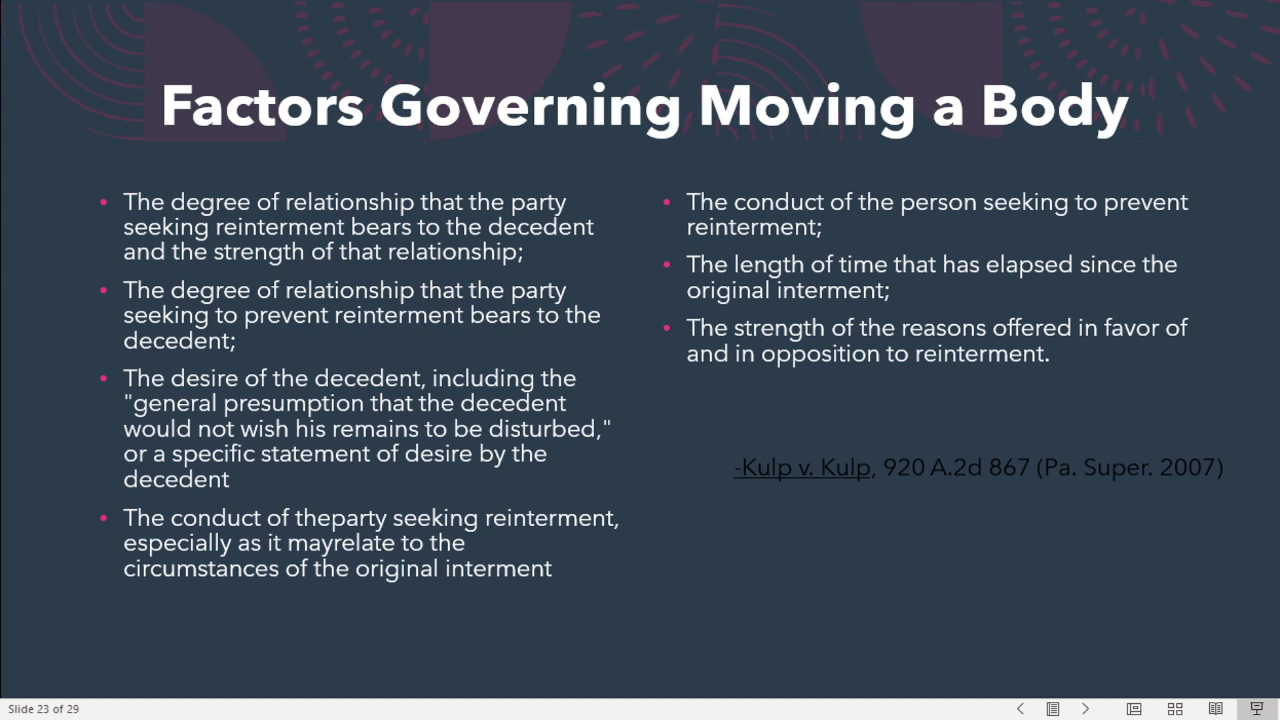 Factors Governing Moving a Body
• The degree of relationship that the party
seeking reinterment bears to the decedent
and the strength of that relationship;
• The degree of relationship that the party
seeking to prevent reinterment bears to the
decedent;
• The desire of the decedent, including the
"general presumption that the decedent
would not wish his remains to be disturbed,"
or a specific statement of desire by the
decedent
• The conduct of theparty seeking reinterment,
especially as it mayrelate to the
circumstances of the original interment
• The conduct of the person seeking to prevent
reinterment;
• The length of time that has elapsed since the
original interment;
• The strength of the reasons offered in favor of
and in opposition to reinterment.
-Kulp v. Kulp, 920 A.2d 867 (Pa. Super. 2007)
Slide 23 of 29